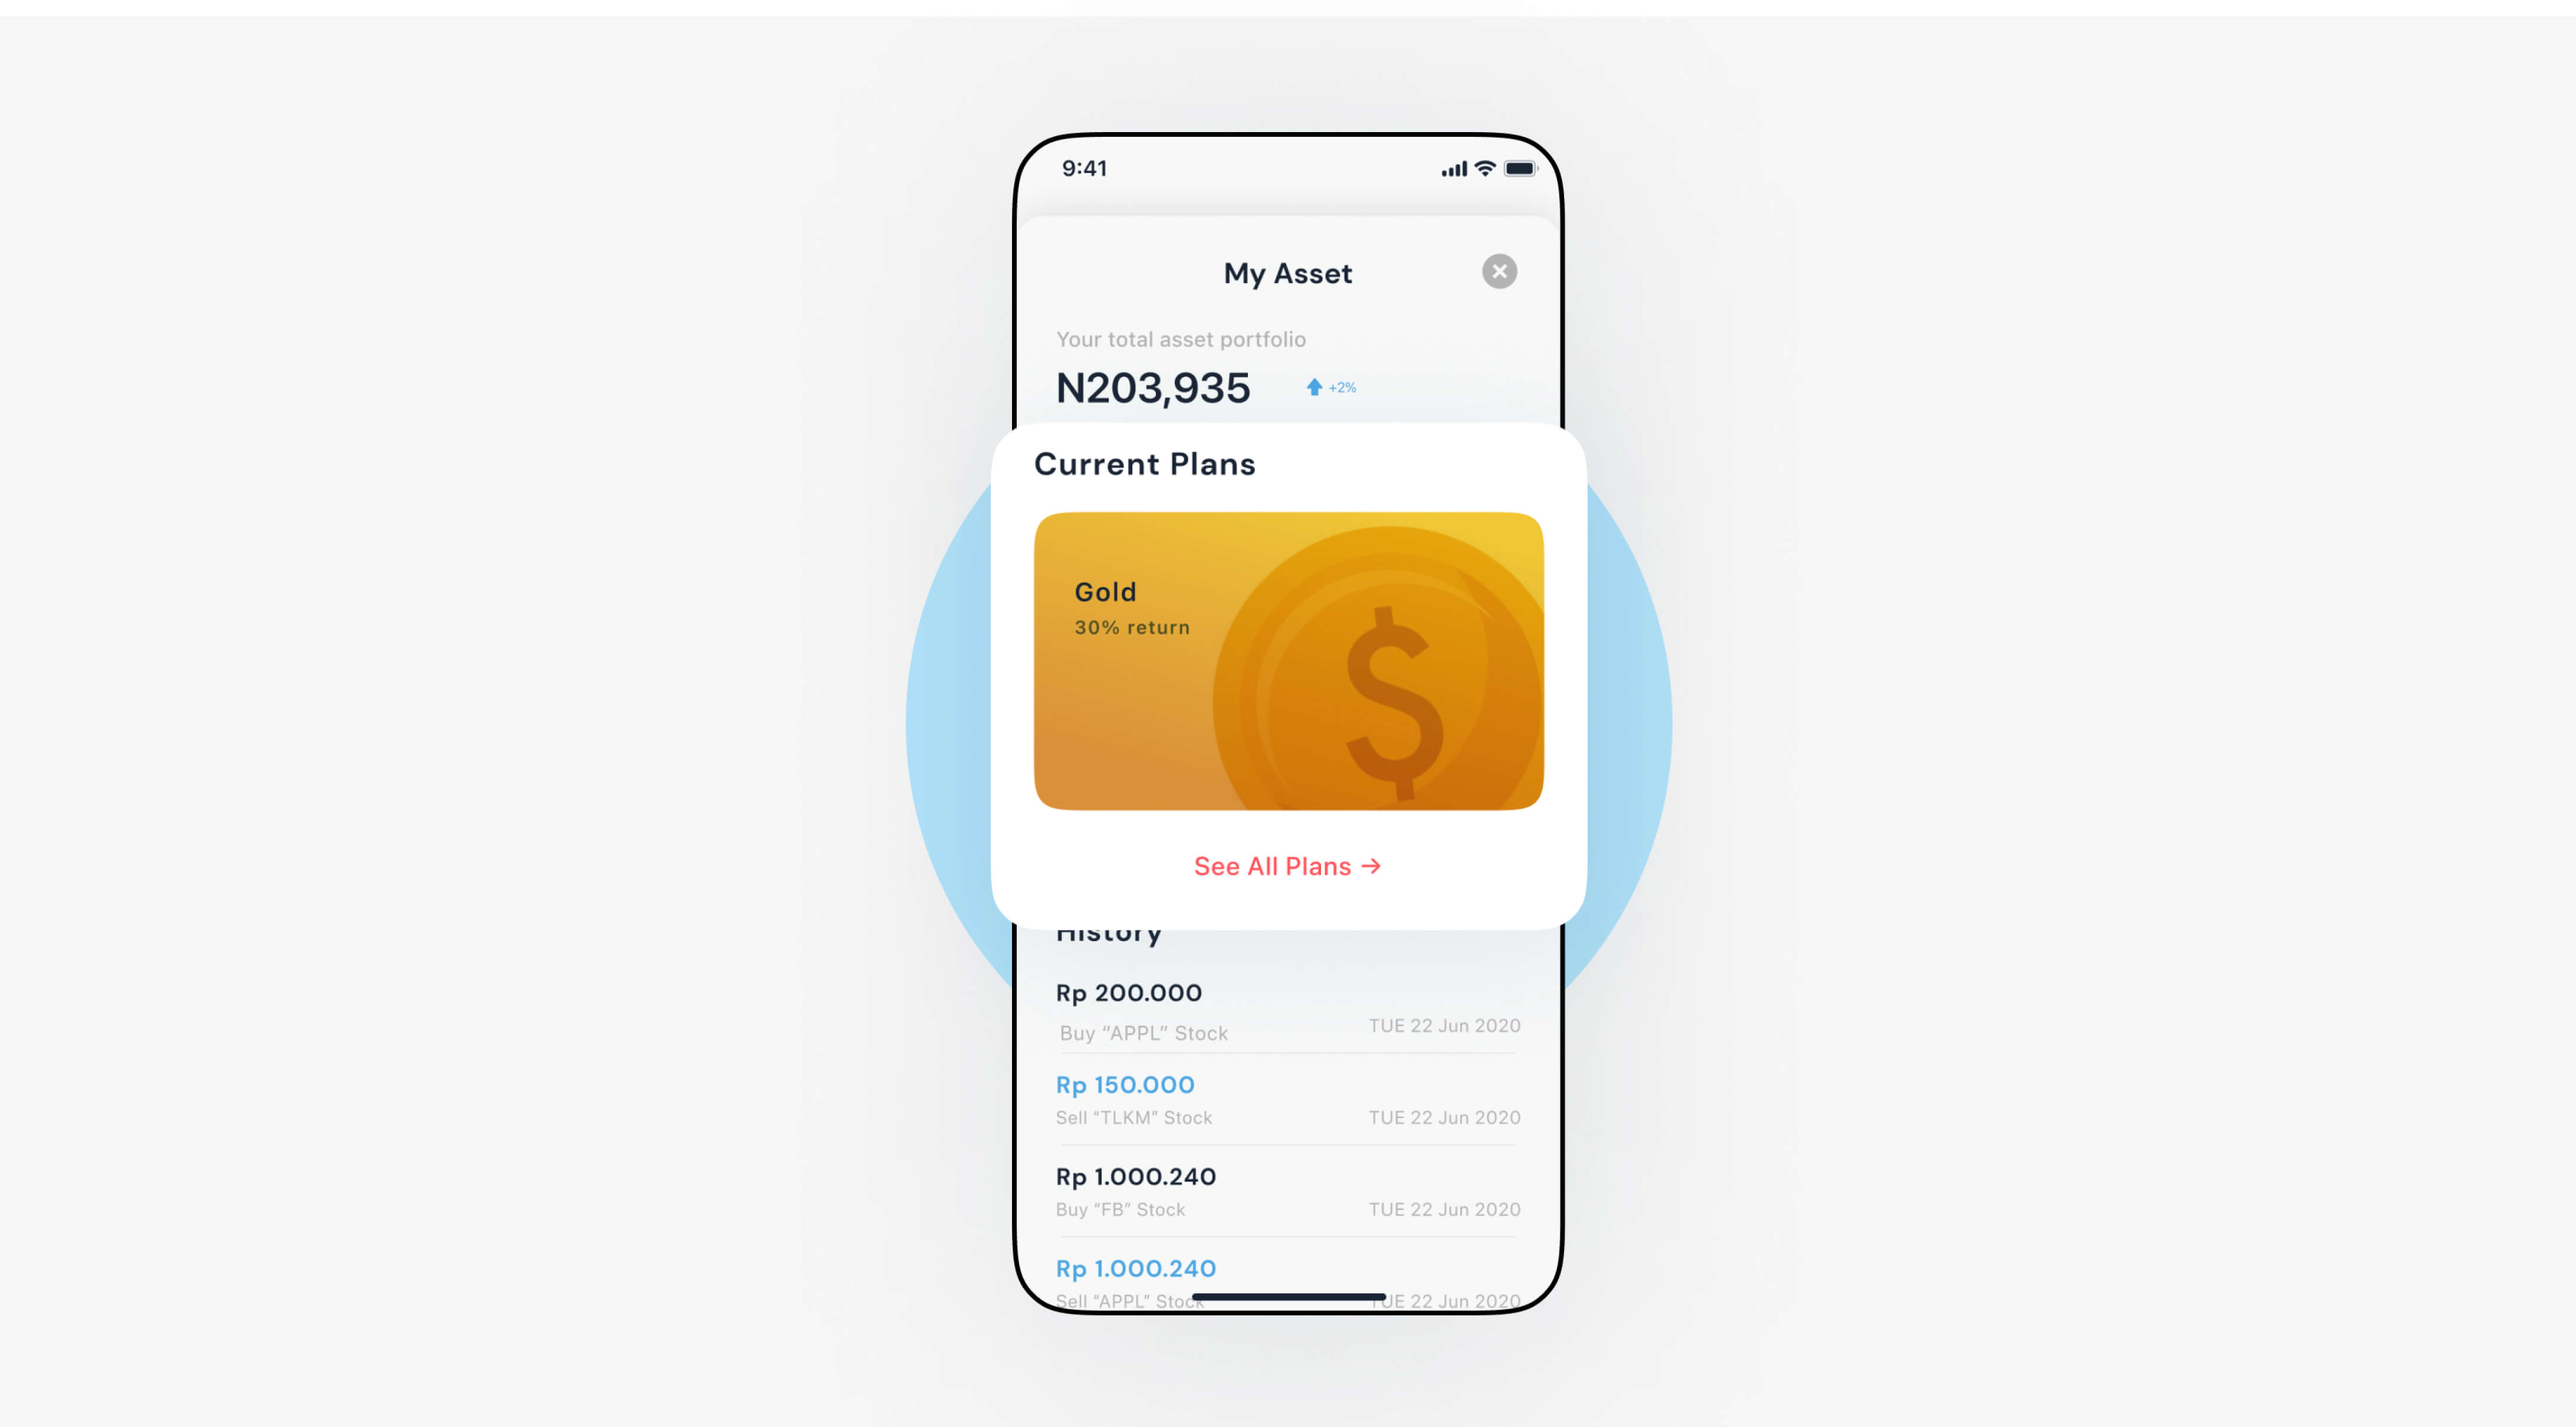 9:41
My Asset
Your total asset portfolio
N203,935
+2%
Current Plans
Gold
30% return
$
See All Plans →
History
Rp 200.000
Buy “APPL” Stock
TUE 22 Jun 2020
Rp 150.000
Sell “TLKM” Stock
TUE 22 Jun 2020
Rp 1.000.240
Buy “FB” Stock
TUE 22 Jun 2020
Rp 1.000.240
Sell “APPL” Stock
TUE 22 Jun 2020